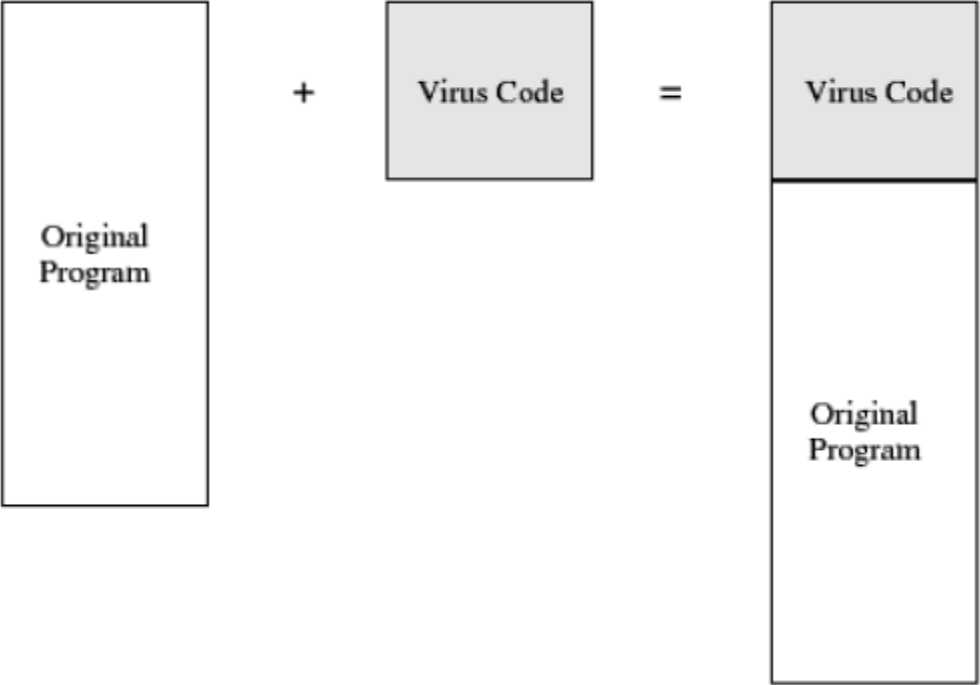 Original
Program
+
Virus Code
=
Virus Code
Original
Program